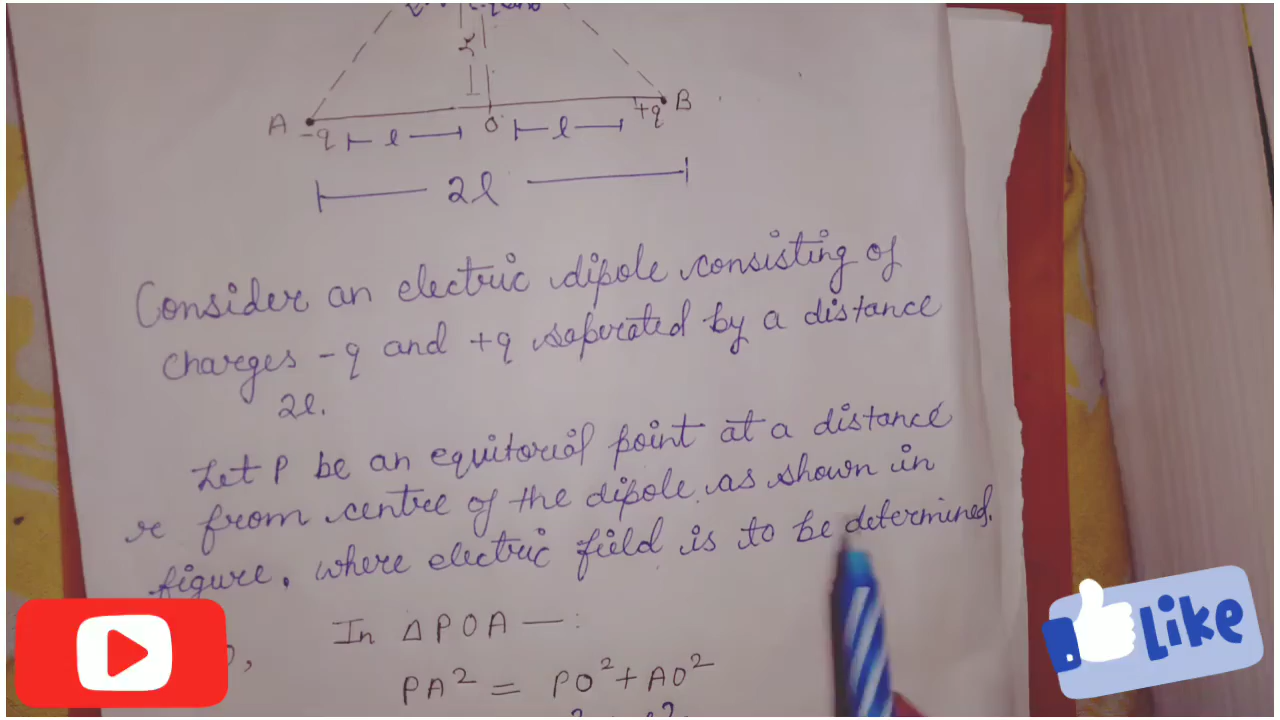 r
A
-q
l
O
l
+q
B
2l
Consider an electric dipole consisting of
charges -q and +q seperated by a distance
2l.
Let P be an equitorial point at a distance
r from centre of the dipole as shown in
figure. where electric field is to be determined.
In △POA —:
PA² = PO² + AO²
Like